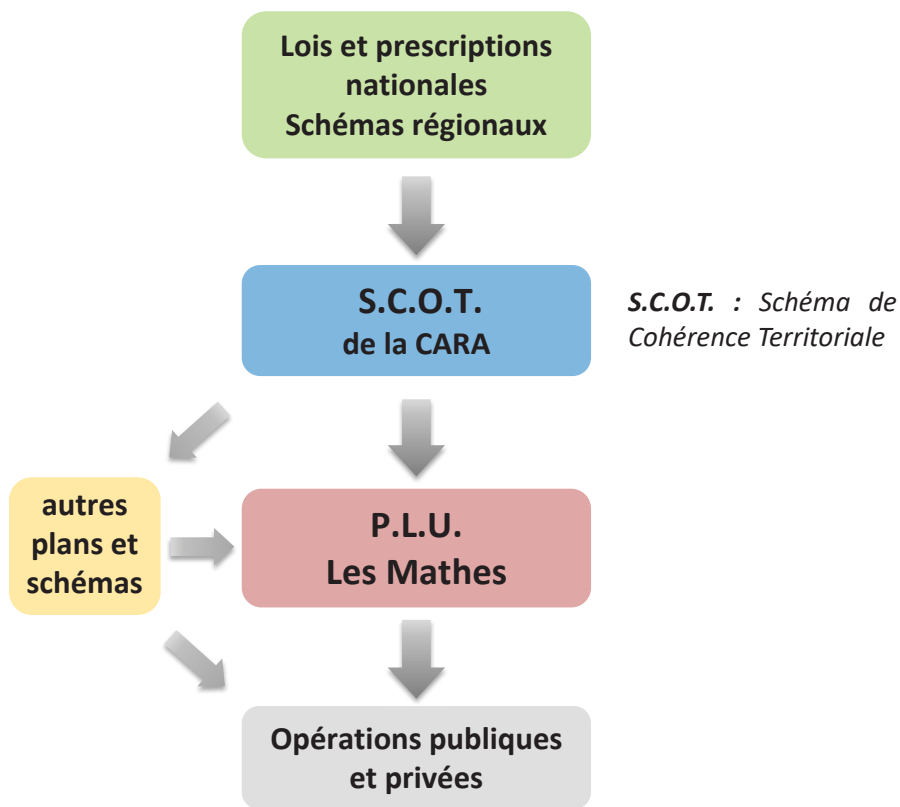 Lois et prescriptions
nationales
Schémas régionaux
S.C.O.T.
de la CARA
S.C.O.T. : Schéma de
Cohérence Territoriale
autres
plans et
schémas
P.L.U.
Les Mathes
Opérations publiques
et privées